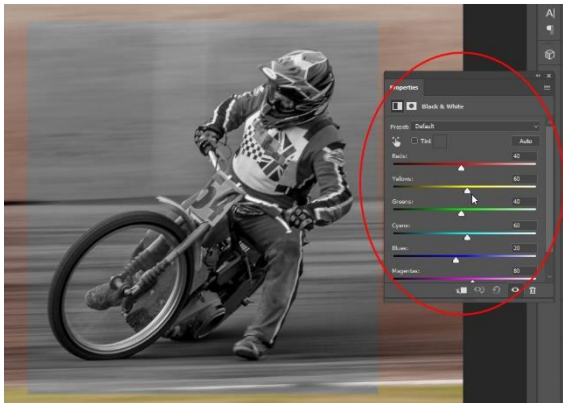 A|
Properties
Black & White
Preset: Default
Tint
Auto
Reds: 40
Yellows: 60
Greens: 40
Cyans: 60
Blues: 20
Magentas: 80